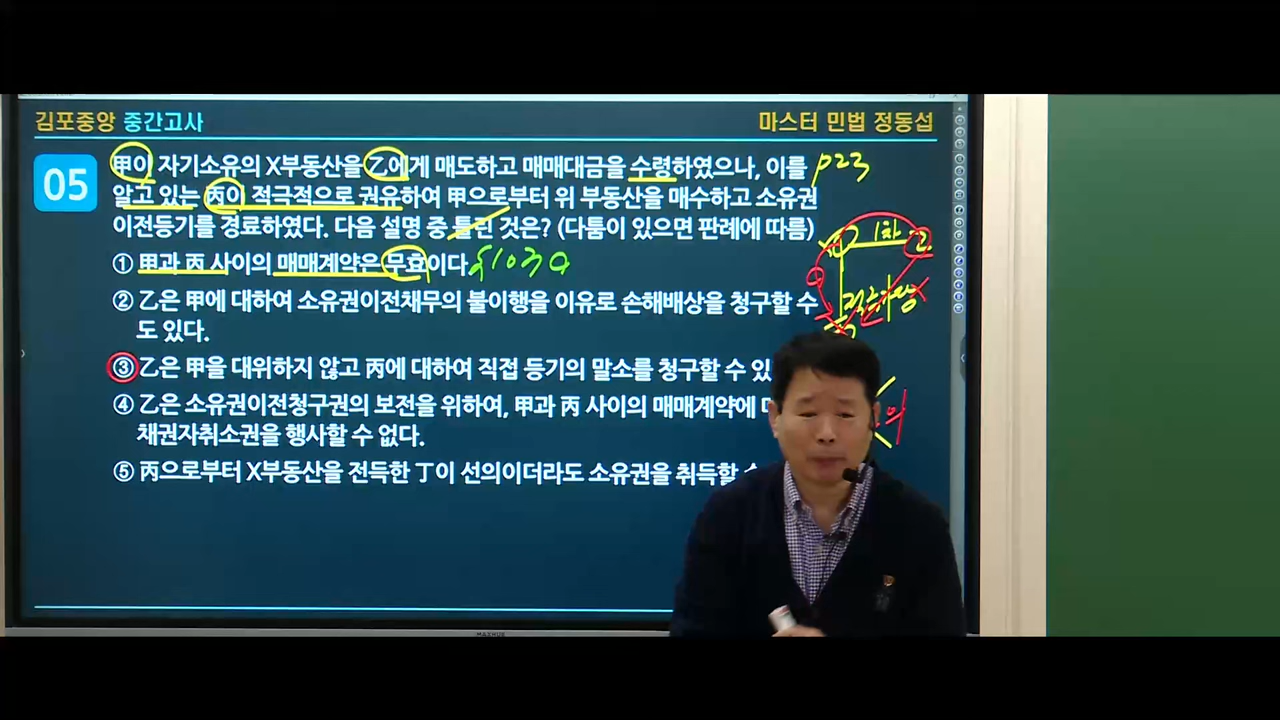 김포중앙 중간고사
마스터 민법 정동섭
05
甲이 자기소유의 X부동산을 乙에게 매도하고 매매대금을 수령하였으나, 이를
알고 있는 丙이 적극적으로 권유하여 甲으로부터 위 부동산을 매수하고 소유권
이전등기를 경료하였다. 다음 설명 중 틀린 것은? (다툼이 있으면 판례에 따름)
p23
① 甲과 丙 사이의 매매계약은 무효이다.
§103
② 乙은 甲에 대하여 소유권이전채무의 불이행을 이유로 손해배상을 청구할 수
도 있다.
③ 乙은 甲을 대위하지 않고 丙에 대하여 직접 등기의 말소를 청구할 수 있
④ 乙은 소유권이전청구권의 보전을 위하여, 甲과 丙 사이의 매매계약에
채권자취소권을 행사할 수 없다.
⑤ 丙으로부터 X부동산을 전득한 丁이 선의이더라도 소유권을 취득할
1차
MAXHUB